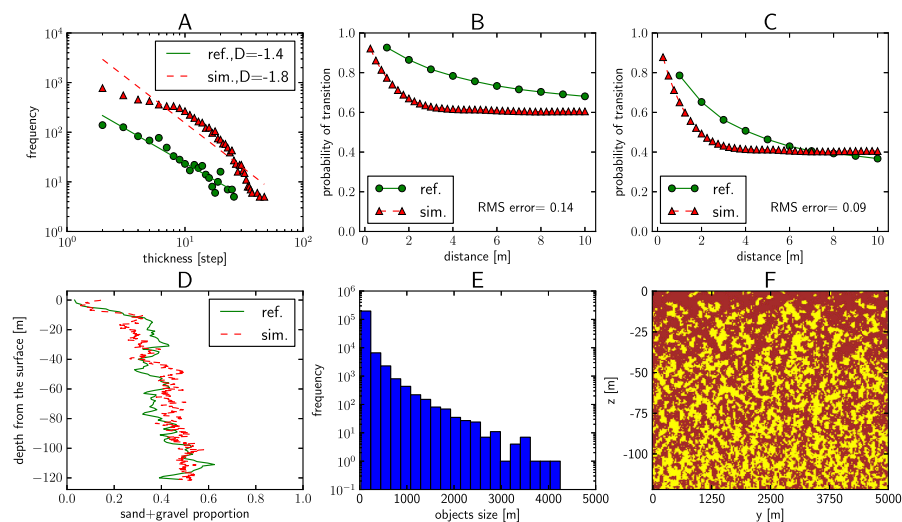 A
frequency
10^4
10^3
10^2
10^1
10^0
10^0
10^1
10^2
thickness [step]
ref.,D=-1.4
sim.,D=-1.8
B
probability of transition
1.0
0.8
0.6
0.4
0.2
0.0
0
2
4
6
8
10
distance [m]
ref.
sim.
RMS error= 0.14
C
probability of transition
1.0
0.8
0.6
0.4
0.2
0.0
0
2
4
6
8
10
distance [m]
ref.
sim.
RMS error= 0.09
D
depth from the surface [m]
0
−20
−40
−60
−80
−100
−120
0.0
0.2
0.4
0.6
0.8
1.0
sand+gravel proportion
ref.
sim.
E
frequency
10^6
10^5
10^4
10^3
10^2
10^1
10^0
10^−1
0
1000
2000
3000
4000
5000
objects size [m]
F
z [m]
0
-25
-50
-75
-100
0
1250
2500
3750
5000
y [m]